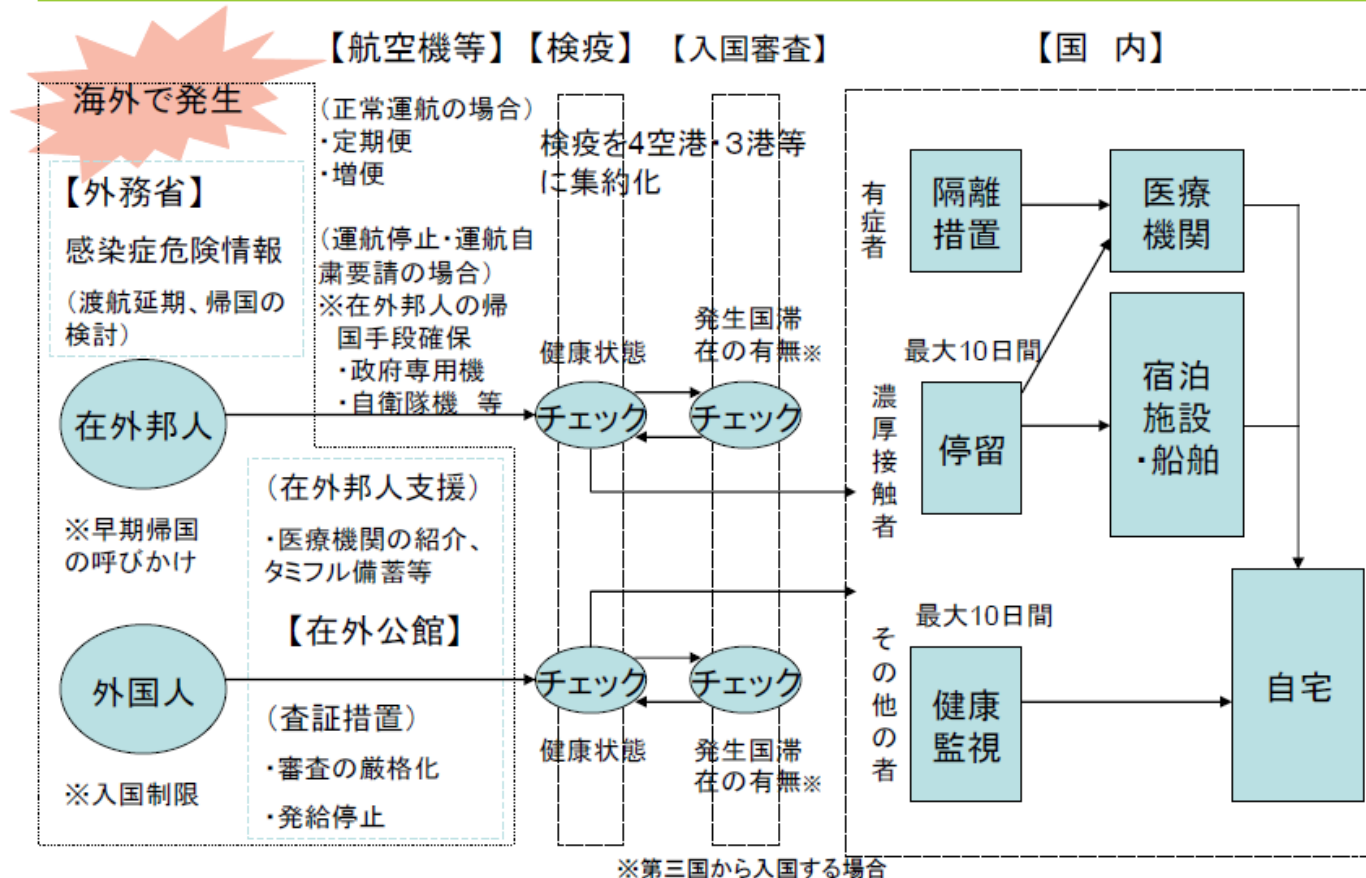 【航空機等】
【検疫】
【入国審査】
【国 内】
海外で発生
【外務省】
感染症危険情報
(渡航延期、帰国の
検討)
在外邦人
※早期帰国
の呼びかけ
外国人
※入国制限
(正常運航の場合)
・定期便
・増便
(運航停止・運航自
粛要請の場合)
※在外邦人の帰
国手段確保
・政府専用機
・自衛隊機 等
(在外邦人支援)
・医療機関の紹介、
タミフル備蓄等
【在外公館】
(査証措置)
・審査の厳格化
・発給停止
検疫を4空港・3港等
に集約化
健康状態
チェック
発生国滞
在の有無※
チェック
チェック
健康状態
チェック
発生国滞
在の有無※
有症者
隔離
措置
医療
機関
濃厚接触者
最大10日間
停留
宿泊
施設
・船舶
その他の者
最大10日間
健康
監視
自宅
※第三国から入国する場合